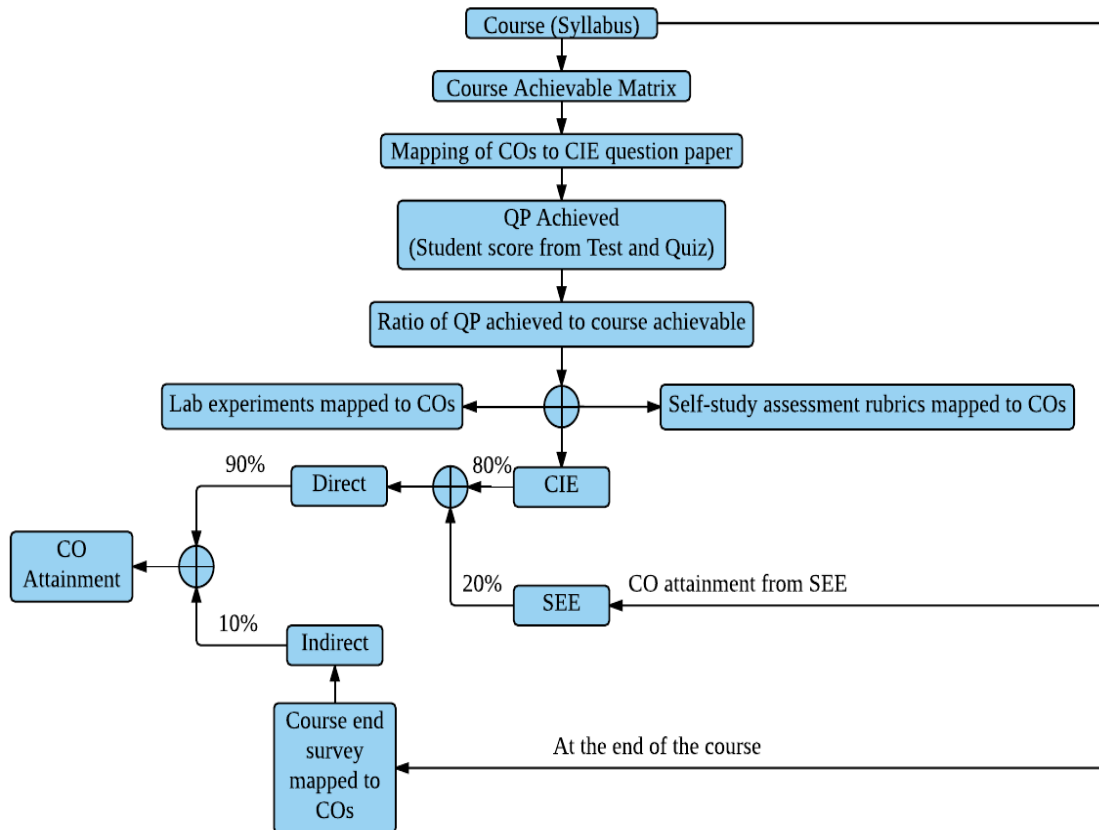 Course (Syllabus)
Course Achievable Matrix
Mapping of COs to CIE question paper
QP Achieved
(Student score from Test and Quiz)
Ratio of QP achieved to course achievable
Lab experiments mapped to COs
Self-study assessment rubrics mapped to COs
90%
Direct
80%
CIE
CO
Attainment
20%
SEE
CO attainment from SEE
10%
Indirect
Course end
survey
mapped to
COs
At the end of the course